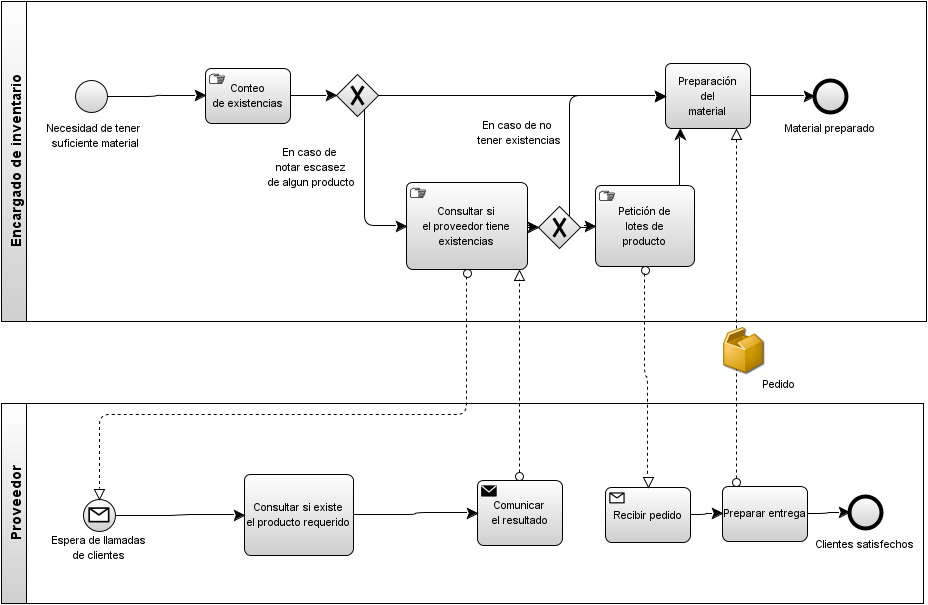 Encargado de inventario
Necesidad de tener
suficiente material
Conteo
de existencias
En caso de
notar escasez
de algun producto
Consultar si
el proveedor tiene
existencias
En caso de no
tener existencias
Petición de
lotes de
producto
Preparación
del
material
Material preparado
Pedido
Proveedor
Espera de llamadas
de clientes
Consultar si existe
el producto requerido
Comunicar
el resultado
Recibir pedido
Preparar entrega
Clientes satisfechos